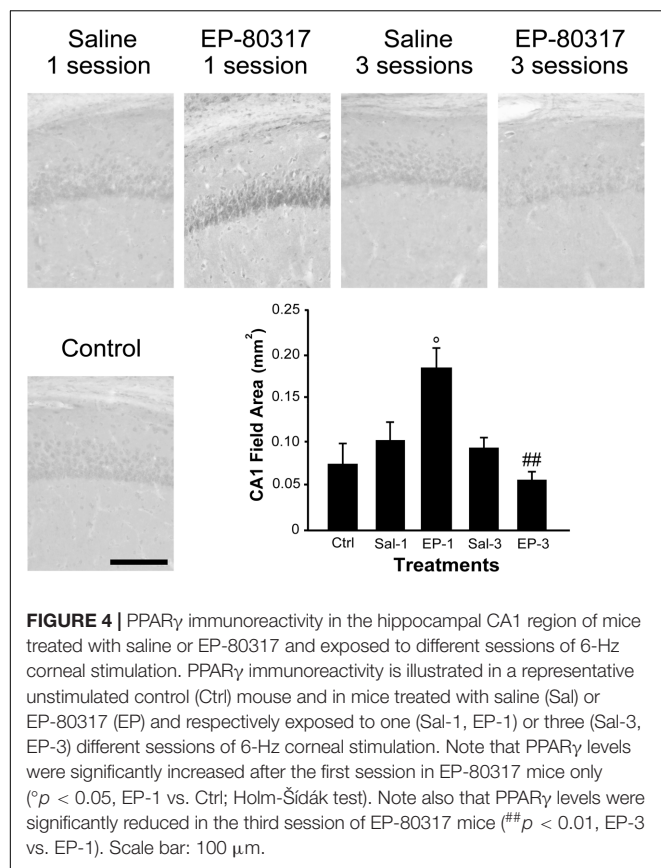 Saline
1 session
EP-80317
1 session
Saline
3 sessions
EP-80317
3 sessions
Control
CA1 Field Area (mm²)
0.25
0.20
0.15
0.10
0.05
0
°
##
Ctrl Sal-1 EP-1 Sal-3 EP-3
Treatments
FIGURE 4 | PPARγ immunoreactivity in the hippocampal CA1 region of mice
treated with saline or EP-80317 and exposed to different sessions of 6-Hz
corneal stimulation. PPARγ immunoreactivity is illustrated in a representative
unstimulated control (Ctrl) mouse and in mice treated with saline (Sal) or
EP-80317 (EP) and respectively exposed to one (Sal-1, EP-1) or three (Sal-3,
EP-3) different sessions of 6-Hz corneal stimulation. Note that PPARγ levels
were significantly increased after the first session in EP-80317 mice only
(°p < 0.05, EP-1 vs. Ctrl; Holm-Šídák test). Note also that PPARγ levels were
significantly reduced in the third session of EP-80317 mice (##p < 0.01, EP-3
vs. EP-1). Scale bar: 100 μm.